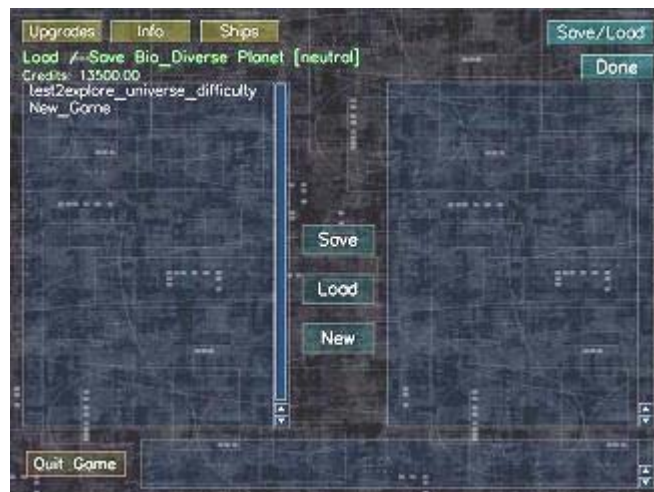 Upgrades Info Ships Save/Load
Load / Save Bio_Diverse Planet [neutral]
Done
Credits: 13500.00
test2explore_universe_difficulty
New_Game
Save
Load
New
Quit Game